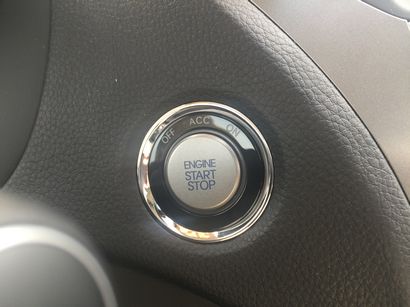 OFF ACC ON
ENGINE
START
STOP